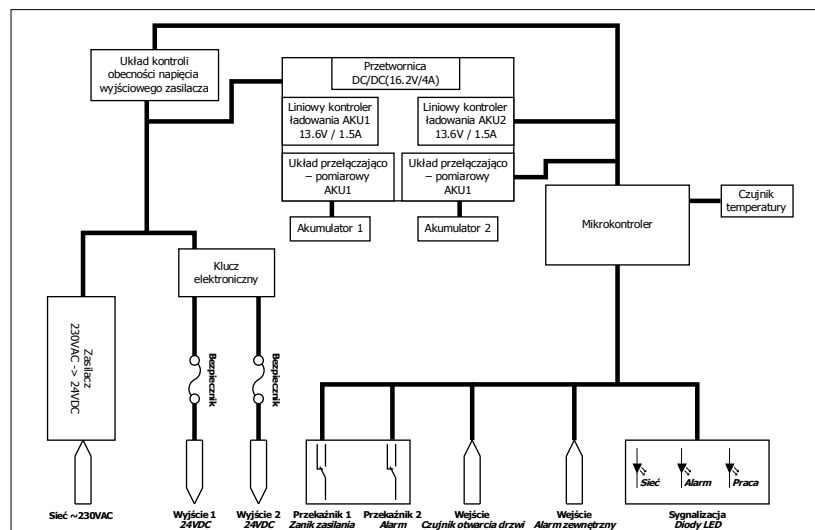 Układ kontroli
obecności napięcia
wyjściowego zasilacza
Przetwornica
DC/DC(16.2V/4A)
Liniowy kontroler
ładowania AKU1
13.6V / 1.5A
Liniowy kontroler
ładowania AKU2
13.6V / 1.5A
Układ przełączająco
– pomiarowy
AKU1
Układ przełączająco
– pomiarowy
AKU1
Akumulator 1
Akumulator 2
Mikrokontroler
Czujnik
temperatury
Klucz
elektroniczny
Zasilacz
230VAC -> 24VDC
Bezpiecznik
Bezpiecznik
Sieć ~230VAC
Wyjście 1
24VDC
Wyjście 2
24VDC
Przekaźnik 1
Zanik zasilania
Przekaźnik 2
Alarm
Wejście
Czujnik otwarcia drzwi
Wejście
Alarm zewnętrzny
Sieć
Alarm
Praca
Sygnalizacja
Diody LED